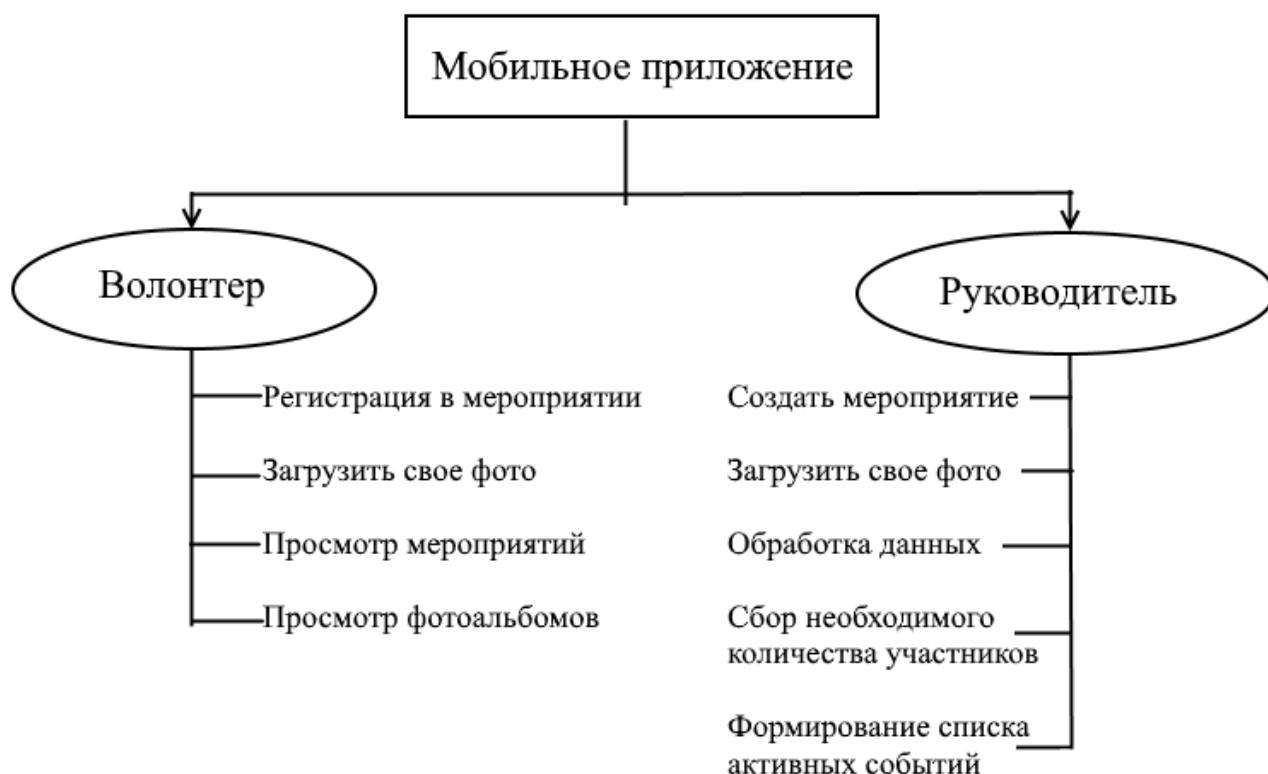 Мобильное приложение
Волонтер
Регистрация в мероприятии
Загрузить свое фото
Просмотр мероприятий
Просмотр фотоальбомов
Руководитель
Создать мероприятие
Загрузить свое фото
Обработка данных
Сбор необходимого
количества участников
Формирование списка
активных событий